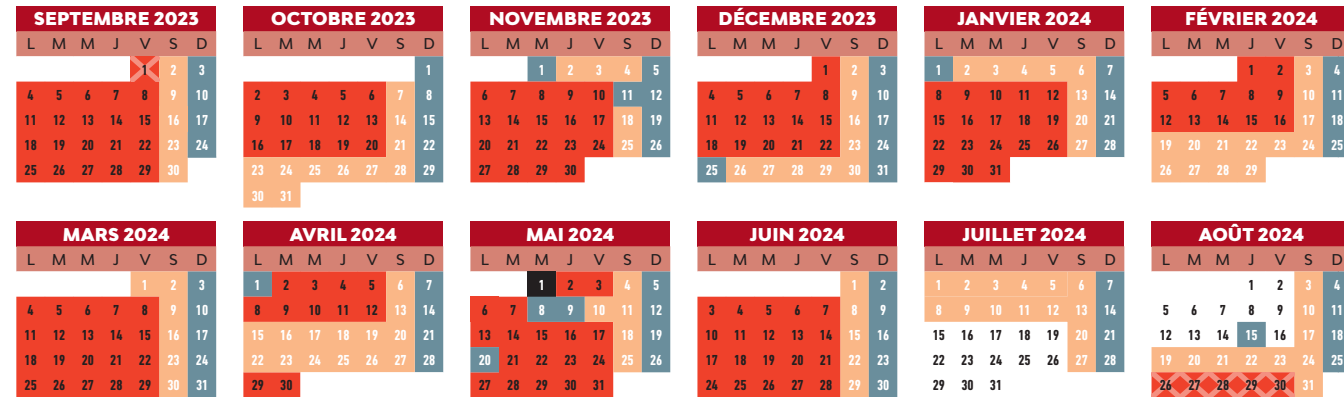 SEPTEMBRE 2023
L M M J V S D
1 2 3
4 5 6 7 8 9 10
11 12 13 14 15 16 17
18 19 20 21 22 23 24
25 26 27 28 29 30
OCTOBRE 2023
L M M J V S D
1
2 3 4 5 6 7 8
9 10 11 12 13 14 15
16 17 18 19 20 21 22
23 24 25 26 27 28 29
30 31
NOVEMBRE 2023
L M M J V S D
1 2 3 4 5
6 7 8 9 10 11 12
13 14 15 16 17 18 19
20 21 22 23 24 25 26
27 28 29 30
DÉCEMBRE 2023
L M M J V S D
1 2 3
4 5 6 7 8 9 10
11 12 13 14 15 16 17
18 19 20 21 22 23 24
25 26 27 28 29 30 31
JANVIER 2024
L M M J V S D
1 2 3 4 5 6 7
8 9 10 11 12 13 14
15 16 17 18 19 20 21
22 23 24 25 26 27 28
29 30 31
FÉVRIER 2024
L M M J V S D
1 2 3 4
5 6 7 8 9 10 11
12 13 14 15 16 17 18
19 20 21 22 23 24 25
26 27 28 29
MARS 2024
L M M J V S D
1 2 3
4 5 6 7 8 9 10
11 12 13 14 15 16 17
18 19 20 21 22 23 24
25 26 27 28 29 30 31
AVRIL 2024
L M M J V S D
1 2 3 4 5 6 7
8 9 10 11 12 13 14
15 16 17 18 19 20 21
22 23 24 25 26 27 28
29 30
MAI 2024
L M M J V S D
1 2 3 4 5
6 7 8 9 10 11 12
13 14 15 16 17 18 19
20 21 22 23 24 25 26
27 28 29 30 31
JUIN 2024
L M M J V S D
1 2
3 4 5 6 7 8 9
10 11 12 13 14 15 16
17 18 19 20 21 22 23
24 25 26 27 28 29 30
JUILLET 2024
L M M J V S D
1 2 3 4 5 6 7
8 9 10 11 12 13 14
15 16 17 18 19 20 21
22 23 24 25 26 27 28
29 30 31
AOÛT 2024
L M M J V S D
1 2 3 4
5 6 7 8 9 10 11
12 13 14 15 16 17 18
19 20 21 22 23 24 25
26 27 28 29 30 31